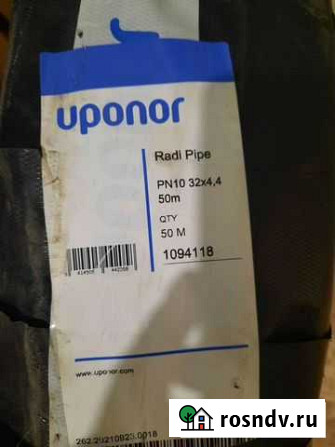 uponor
Radi Pipe
PN10 32x4,4
50m
QTY
50 M
1094118
www.uponor.com
rosndv.ru